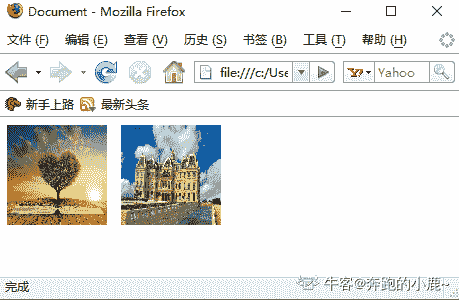 Document - Mozilla Firefox
文件 (F) 编辑 (E) 查看 (V) 历史 (S) 书签 (B) 工具 (T) 帮助 (H)
file:///c:/Use Yahoo
新手上路 最新头条
完成 牛客@奔跑的小鹿~